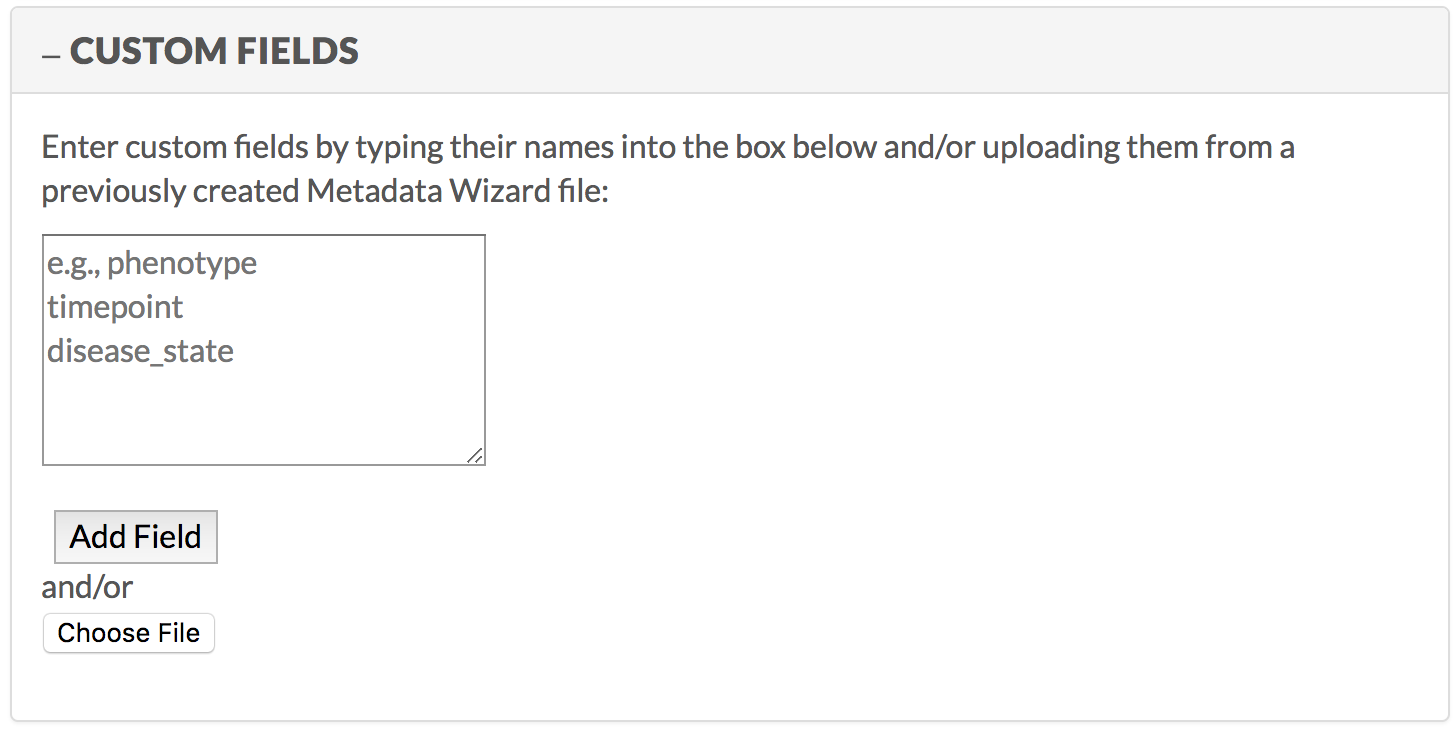 – CUSTOM FIELDS
Enter custom fields by typing their names into the box below and/or uploading them from a
previously created Metadata Wizard file:
e.g., phenotype
timepoint
disease_state
Add Field
and/or
Choose File